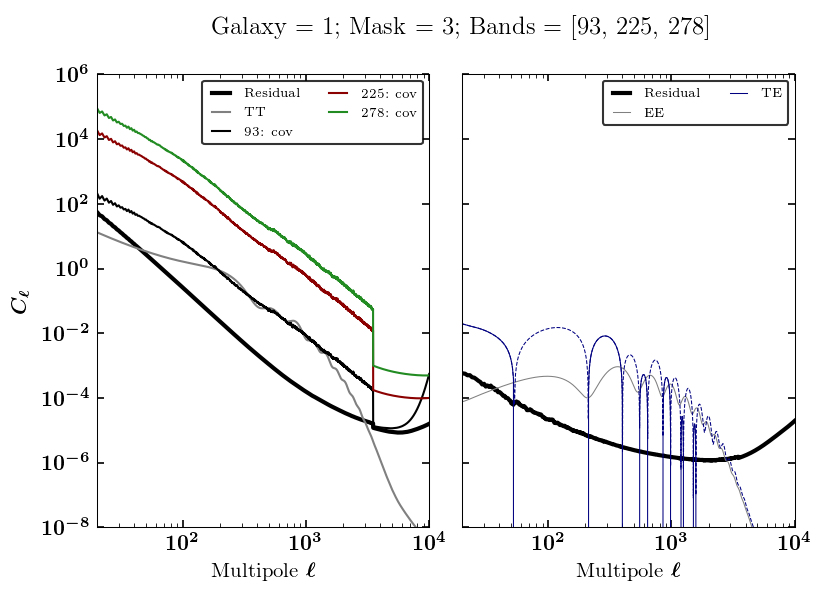 Galaxy = 1; Mask = 3; Bands = [93, 225, 278]
Residual
TT
93: cov
225: cov
278: cov
Residual
EE
TE
10^6
10^4
10^2
10^0
10^-2
10^-4
10^-6
10^-8
C_ℓ
10^2
10^3
10^4
10^2
10^3
10^4
Multipole ℓ
Multipole ℓ